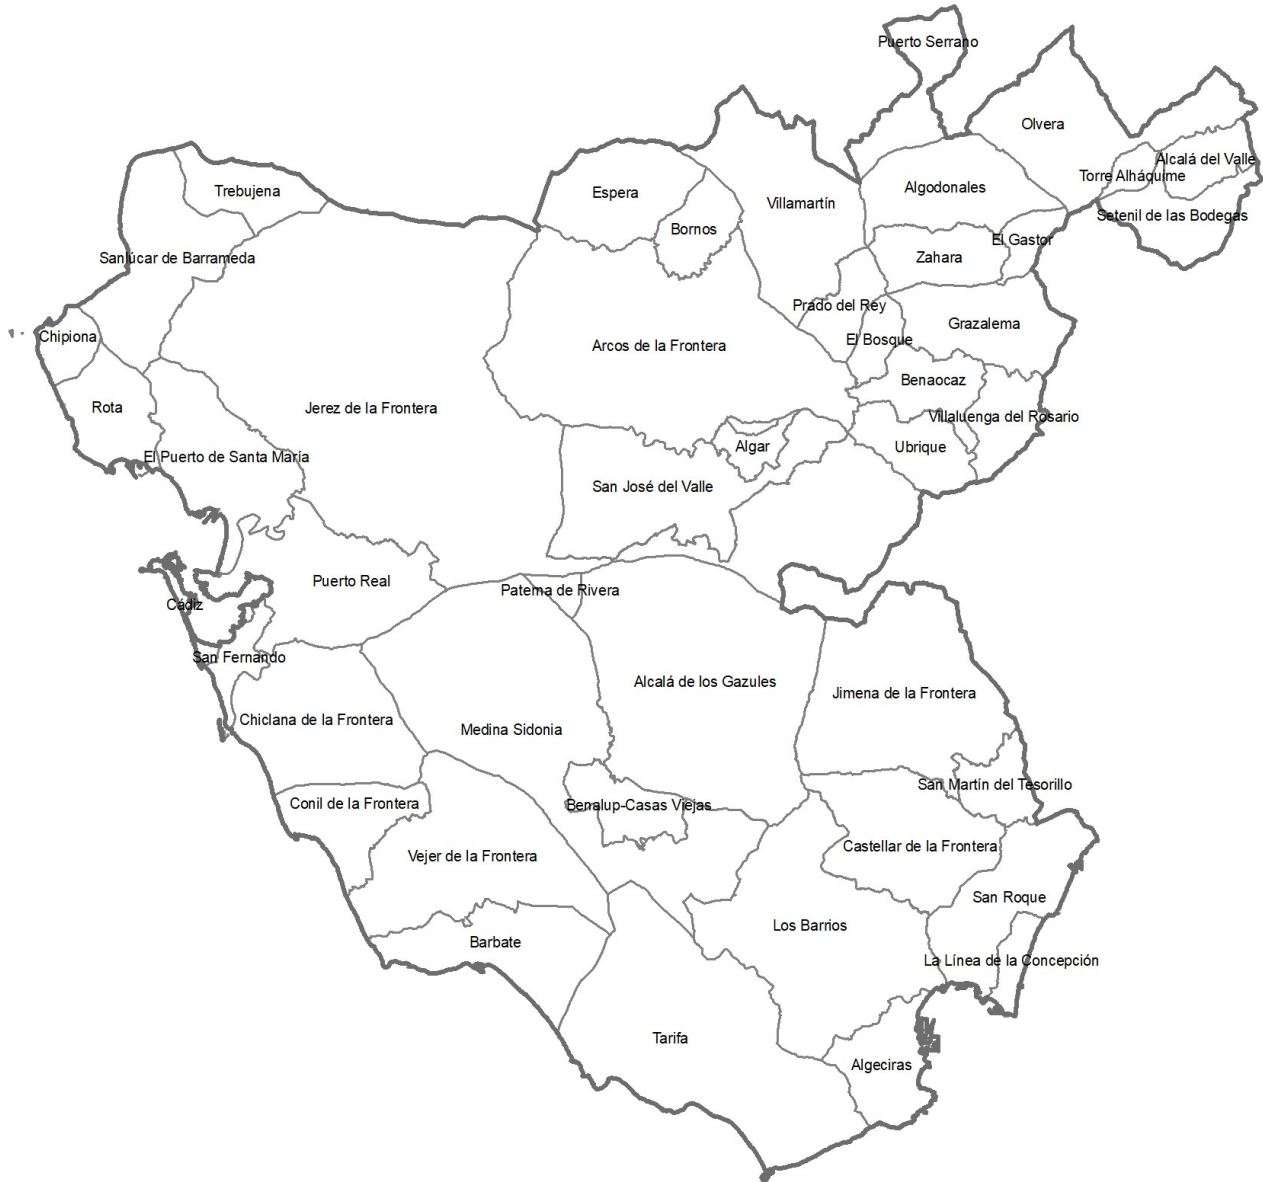 Puerto Serrano
Olvera
Alcalá del Valle
Torre Alháquime
Algodonales
Trebujena
Espera
Villamartín
Setenil de las Bodegas
Bornos
El Gastor
Zahara
Sanlúcar de Barrameda
Prado del Rey
Grazalema
Chipiona
El Bosque
Arcos de la Frontera
Benaocaz
Rota
Jerez de la Frontera
Villaluenga del Rosario
Algar
Ubrique
El Puerto de Santa María
San José del Valle
Puerto Real
Paterna de Rivera
Cádiz
San Fernando
Alcalá de los Gazules
Jimena de la Frontera
Chiclana de la Frontera
Medina Sidonia
San Martín del Tesorillo
Conil de la Frontera
Benalup-Casas Viejas
Castellar de la Frontera
Vejer de la Frontera
San Roque
Los Barrios
Barbate
La Línea de la Concepción
Tarifa
Algeciras